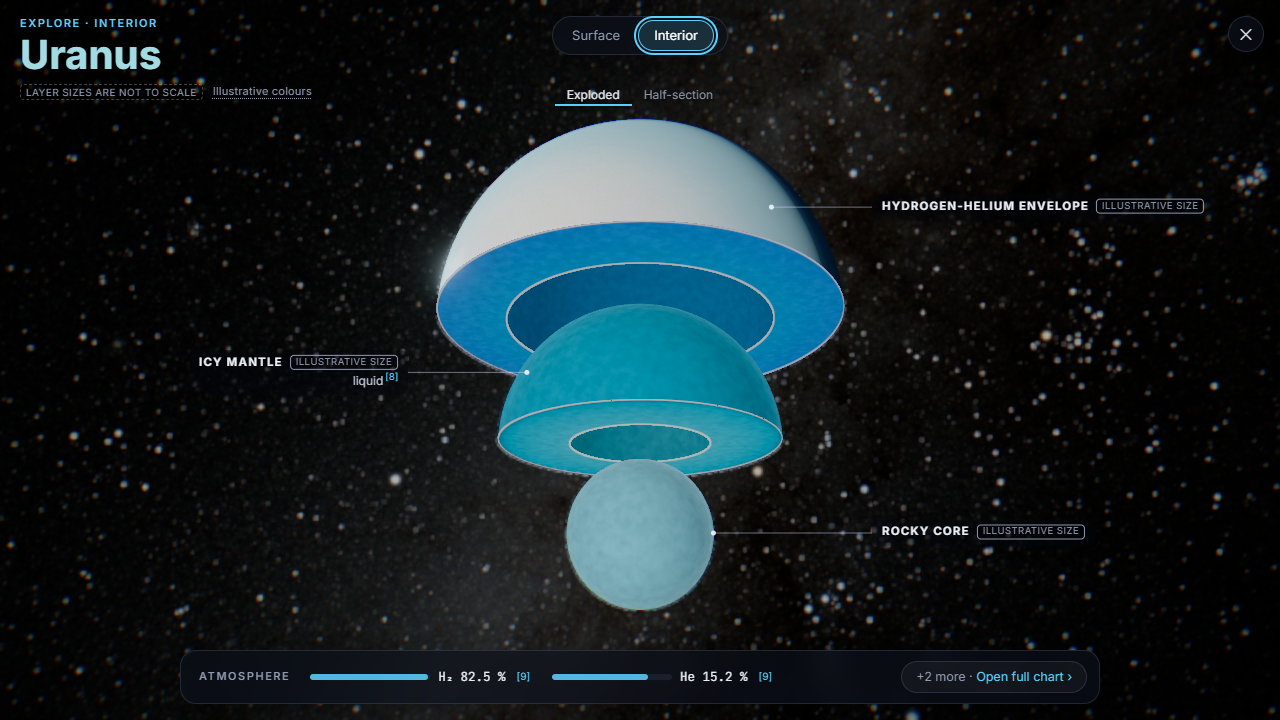 EXPLORE · INTERIOR
Uranus
LAYER SIZES ARE NOT TO SCALE Illustrative colours
Surface Interior
Exploded Half-section
HYDROGEN-HELIUM ENVELOPE ILLUSTRATIVE SIZE
ICY MANTLE ILLUSTRATIVE SIZE
liquid [8]
ROCKY CORE ILLUSTRATIVE SIZE
ATMOSPHERE H₂ 82.5 % [9] He 15.2 % [9] +2 more · Open full chart ›